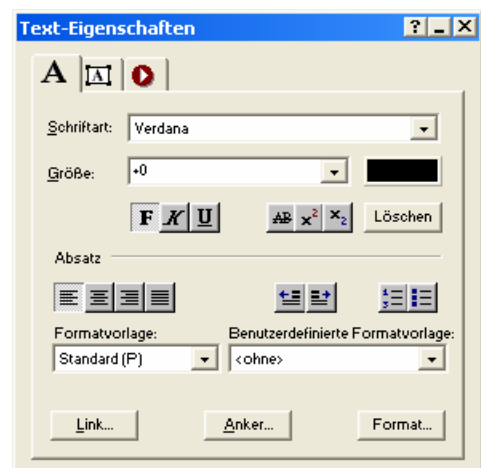 Text-Eigenschaften ? _ X
A A
Schriftart: Verdana
Größe: +0
F K U AB x² x₂ Löschen
Absatz
Formatvorlage: Benutzerdefinierte Formatvorlage:
Standard (P) <ohne>
Link... Anker... Format...